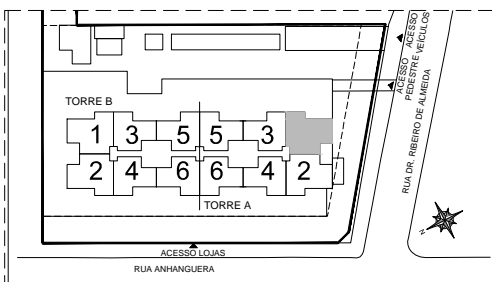 ACESSO
ACESSO
PEDESTRE VEÍCULOS
RUA DR. RIBEIRO DE ALMEIDA
TORRE B
1 3 5 5 3
2 4 6 6 4 2
TORRE A
N
ACESSO LOJAS
RUA ANHANGUERA